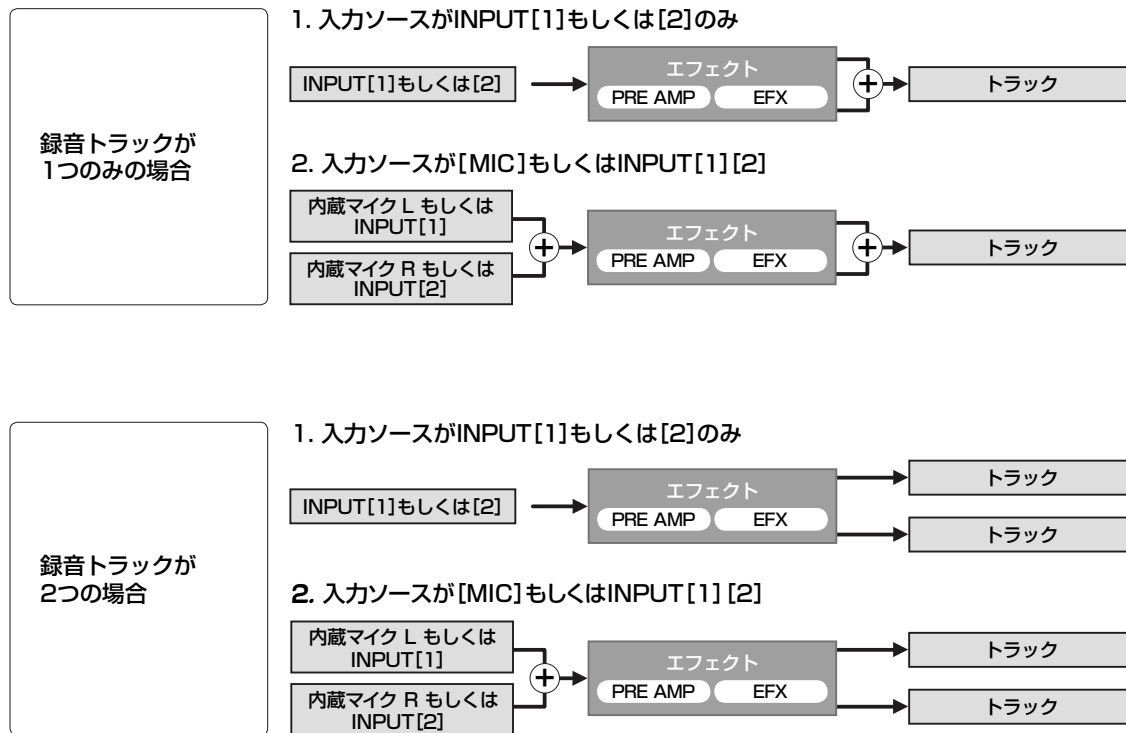 録音トラックが
1つのみの場合
1. 入力ソースがINPUT[1]もしくは[2]のみ
INPUT[1]もしくは[2]
エフェクト
PRE AMP EFX
+
トラック
2. 入力ソースが[MIC]もしくはINPUT[1][2]
内蔵マイク L もしくは
INPUT[1]
内蔵マイク R もしくは
INPUT[2]
+
エフェクト
PRE AMP EFX
+
トラック
録音トラックが
2つの場合
1. 入力ソースがINPUT[1]もしくは[2]のみ
INPUT[1]もしくは[2]
エフェクト
PRE AMP EFX
トラック
トラック
2. 入力ソースが[MIC]もしくはINPUT[1][2]
内蔵マイク L もしくは
INPUT[1]
内蔵マイク R もしくは
INPUT[2]
+
エフェクト
PRE AMP EFX
トラック
トラック